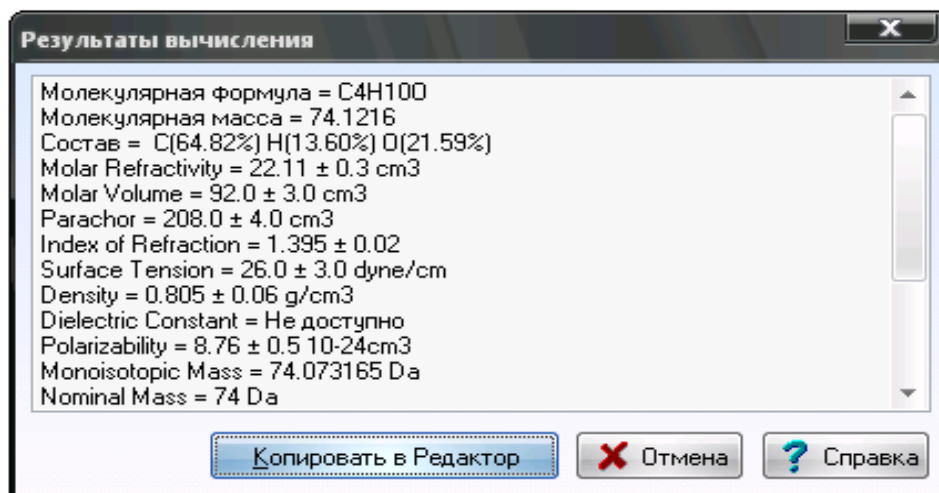 Результаты вычисления
Молекулярная формула = C4H10O
Молекулярная масса = 74.1216
Состав =  C(64.82%) H(13.60%) O(21.59%)
Molar Refractivity = 22.11 ± 0.3 cm3
Molar Volume = 92.0 ± 3.0 cm3
Parachor = 208.0 ± 4.0 cm3
Index of Refraction = 1.395 ± 0.02
Surface Tension = 26.0 ± 3.0 dyne/cm
Density = 0.805 ± 0.06 g/cm3
Dielectric Constant = Не доступно
Polarizability = 8.76 ± 0.5 10-24cm3
Monoisotopic Mass = 74.073165 Da
Nominal Mass = 74 Da
Копировать в Редактор
Отмена
Справка